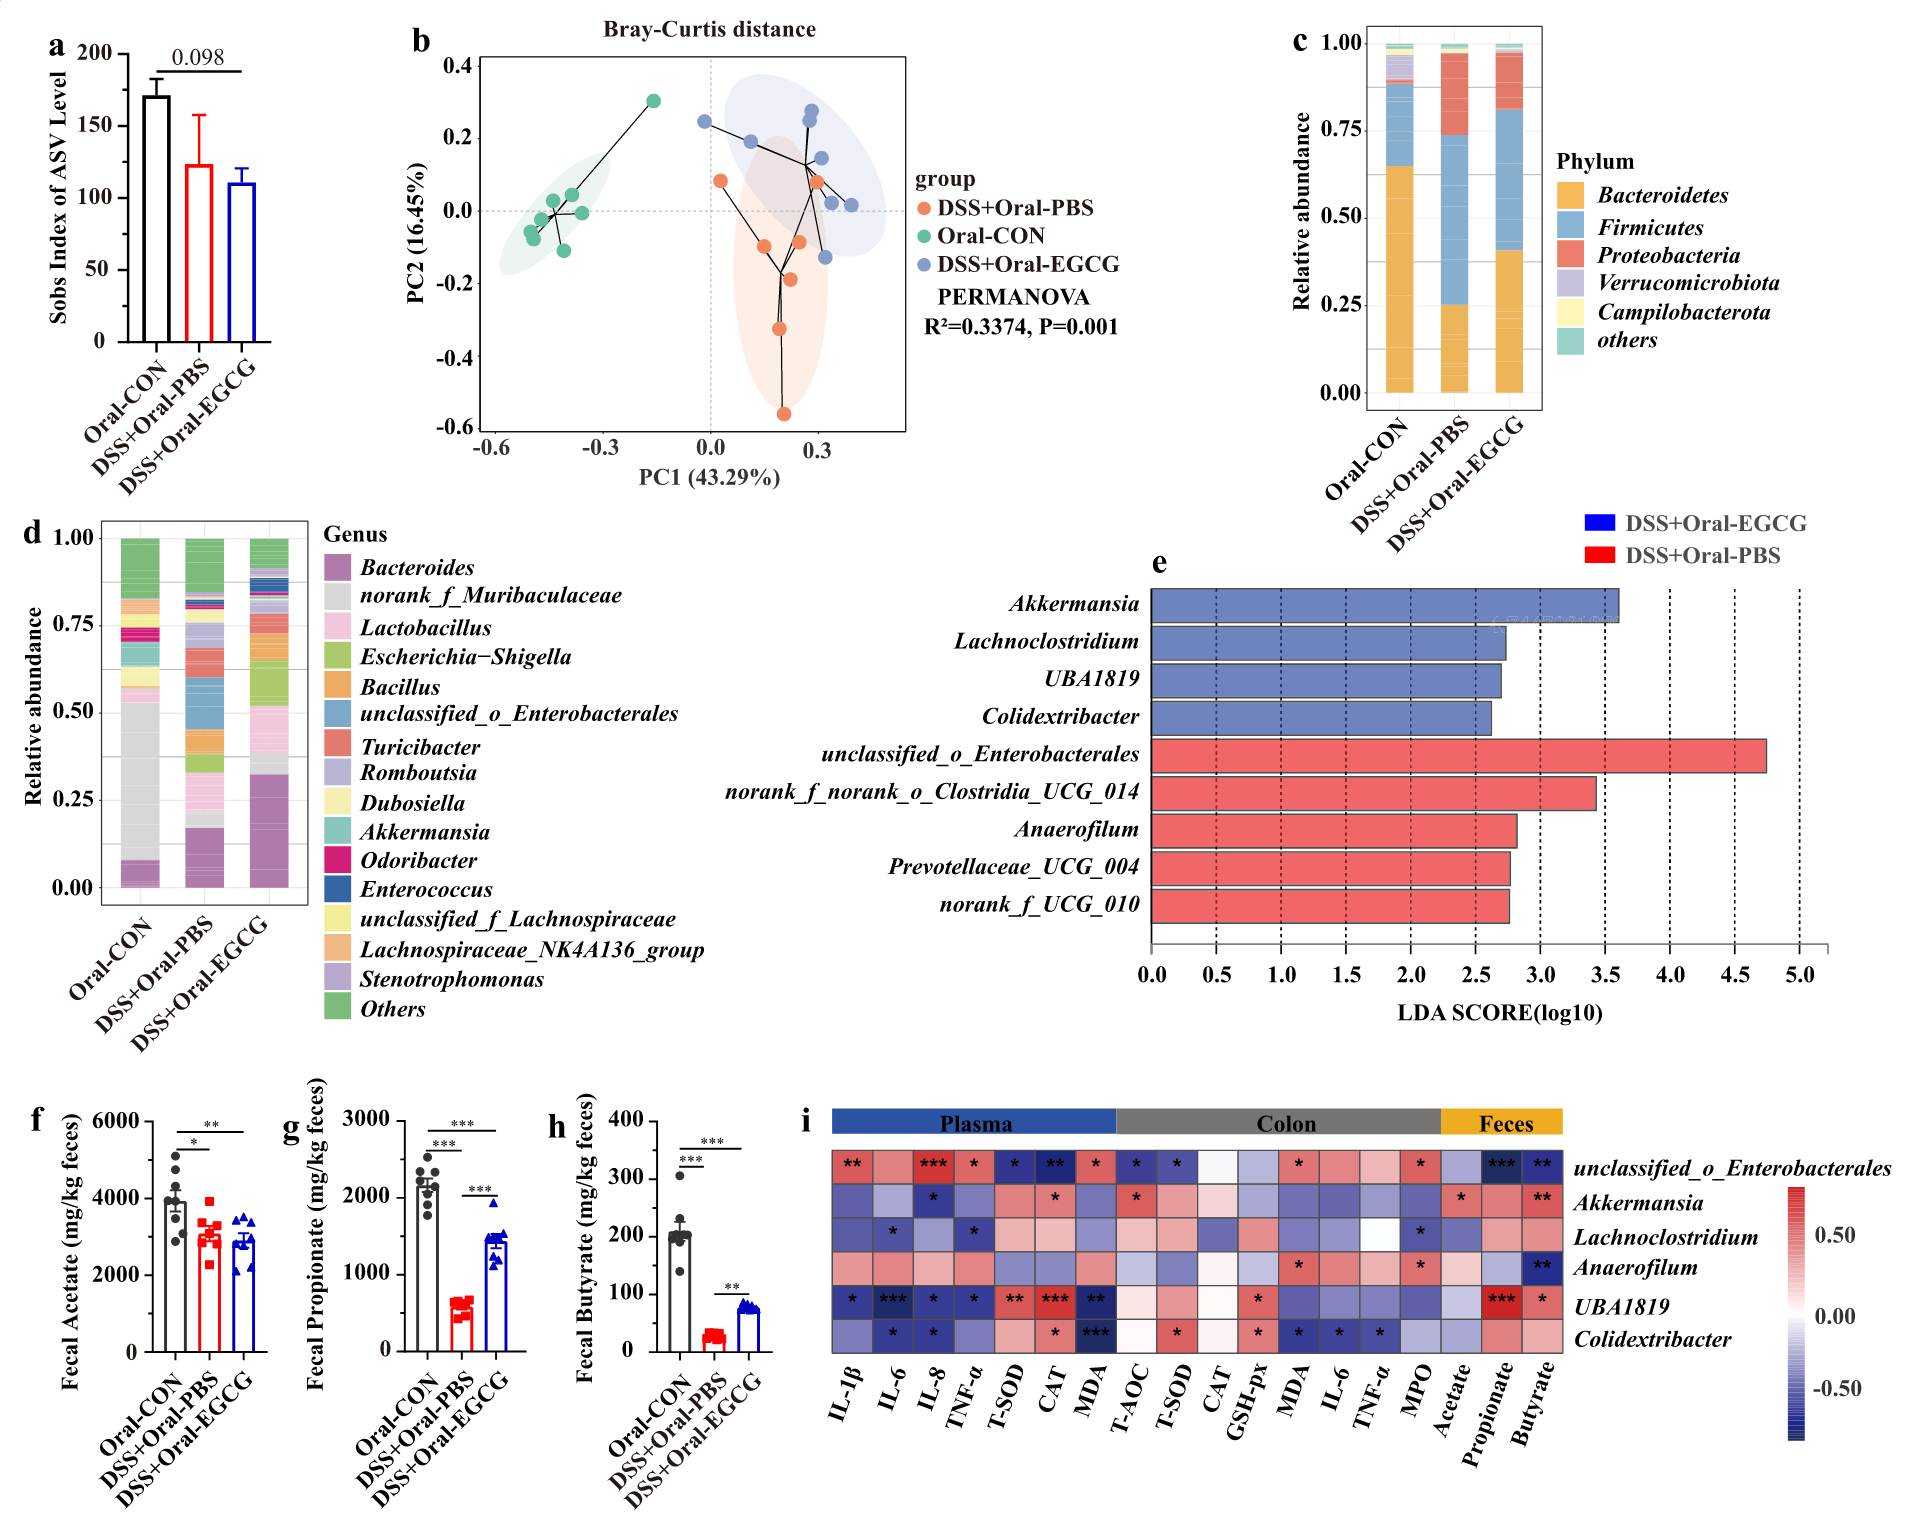 a
200
150
100
50
0
Sobs Index of ASV Level
0.098
Oral-CON
DSS+Oral-PBS
DSS+Oral-EGCG
b
Bray-Curtis distance
0.4
0.2
0.0
-0.2
-0.4
-0.6
PC2 (16.45%)
-0.6
-0.3
0.0
0.3
PC1 (43.29%)
group
DSS+Oral-PBS
Oral-CON
DSS+Oral-EGCG
PERMANOVA
R²=0.3374, P=0.001
c
1.00
0.75
0.50
0.25
0.00
Relative abundance
Oral-CON
DSS+Oral-PBS
DSS+Oral-EGCG
Phylum
Bacteroidetes
Firmicutes
Proteobacteria
Verrucomicrobiota
Campilobacterota
others
d
1.00
0.75
0.50
0.25
0.00
Relative abundance
Oral-CON
DSS+Oral-PBS
DSS+Oral-EGCG
Genus
Bacteroides
norank_f_Muribaculaceae
Lactobacillus
Escherichia−Shigella
Bacillus
unclassified_o_Enterobacterales
Turicibacter
Romboutsia
Dubosiella
Akkermansia
Odoribacter
Enterococcus
unclassified_f_Lachnospiraceae
Lachnospiraceae_NK4A136_group
Stenotrophomonas
Others
e
DSS+Oral-EGCG
DSS+Oral-PBS
Akkermansia
Lachnoclostridium
UBA1819
Colidextribacter
unclassified_o_Enterobacterales
norank_f_norank_o_Clostridia_UCG_014
Anaerofilum
Prevotellaceae_UCG_004
norank_f_UCG_010
0.0 0.5 1.0 1.5 2.0 2.5 3.0 3.5 4.0 4.5 5.0
LDA SCORE(log10)
f
6000
4000
2000
0
Fecal Acetate (mg/kg feces)
**
*
Oral-CON
DSS+Oral-PBS
DSS+Oral-EGCG
g
3000
2000
1000
0
Fecal Propionate (mg/kg feces)
***
***
***
Oral-CON
DSS+Oral-PBS
DSS+Oral-EGCG
h
400
300
200
100
0
Fecal Butyrate (mg/kg feces)
***
***
**
Oral-CON
DSS+Oral-PBS
DSS+Oral-EGCG
i
Plasma Colon Feces
** *** * * ** * * * * * *** ** unclassified_o_Enterobacterales
* * * * ** Akkermansia
* * * Lachnoclostridium
* * ** Anaerofilum
* *** * * ** *** ** * *** * UBA1819
* * * *** * * * * * Colidextribacter
IL-1β
IL-6
IL-8
TNF-α
T-SOD
CAT
MDA
T-AOC
T-SOD
CAT
GSH-px
MDA
IL-6
TNF-α
MPO
Acetate
Propionate
Butyrate
0.50
0.00
-0.50